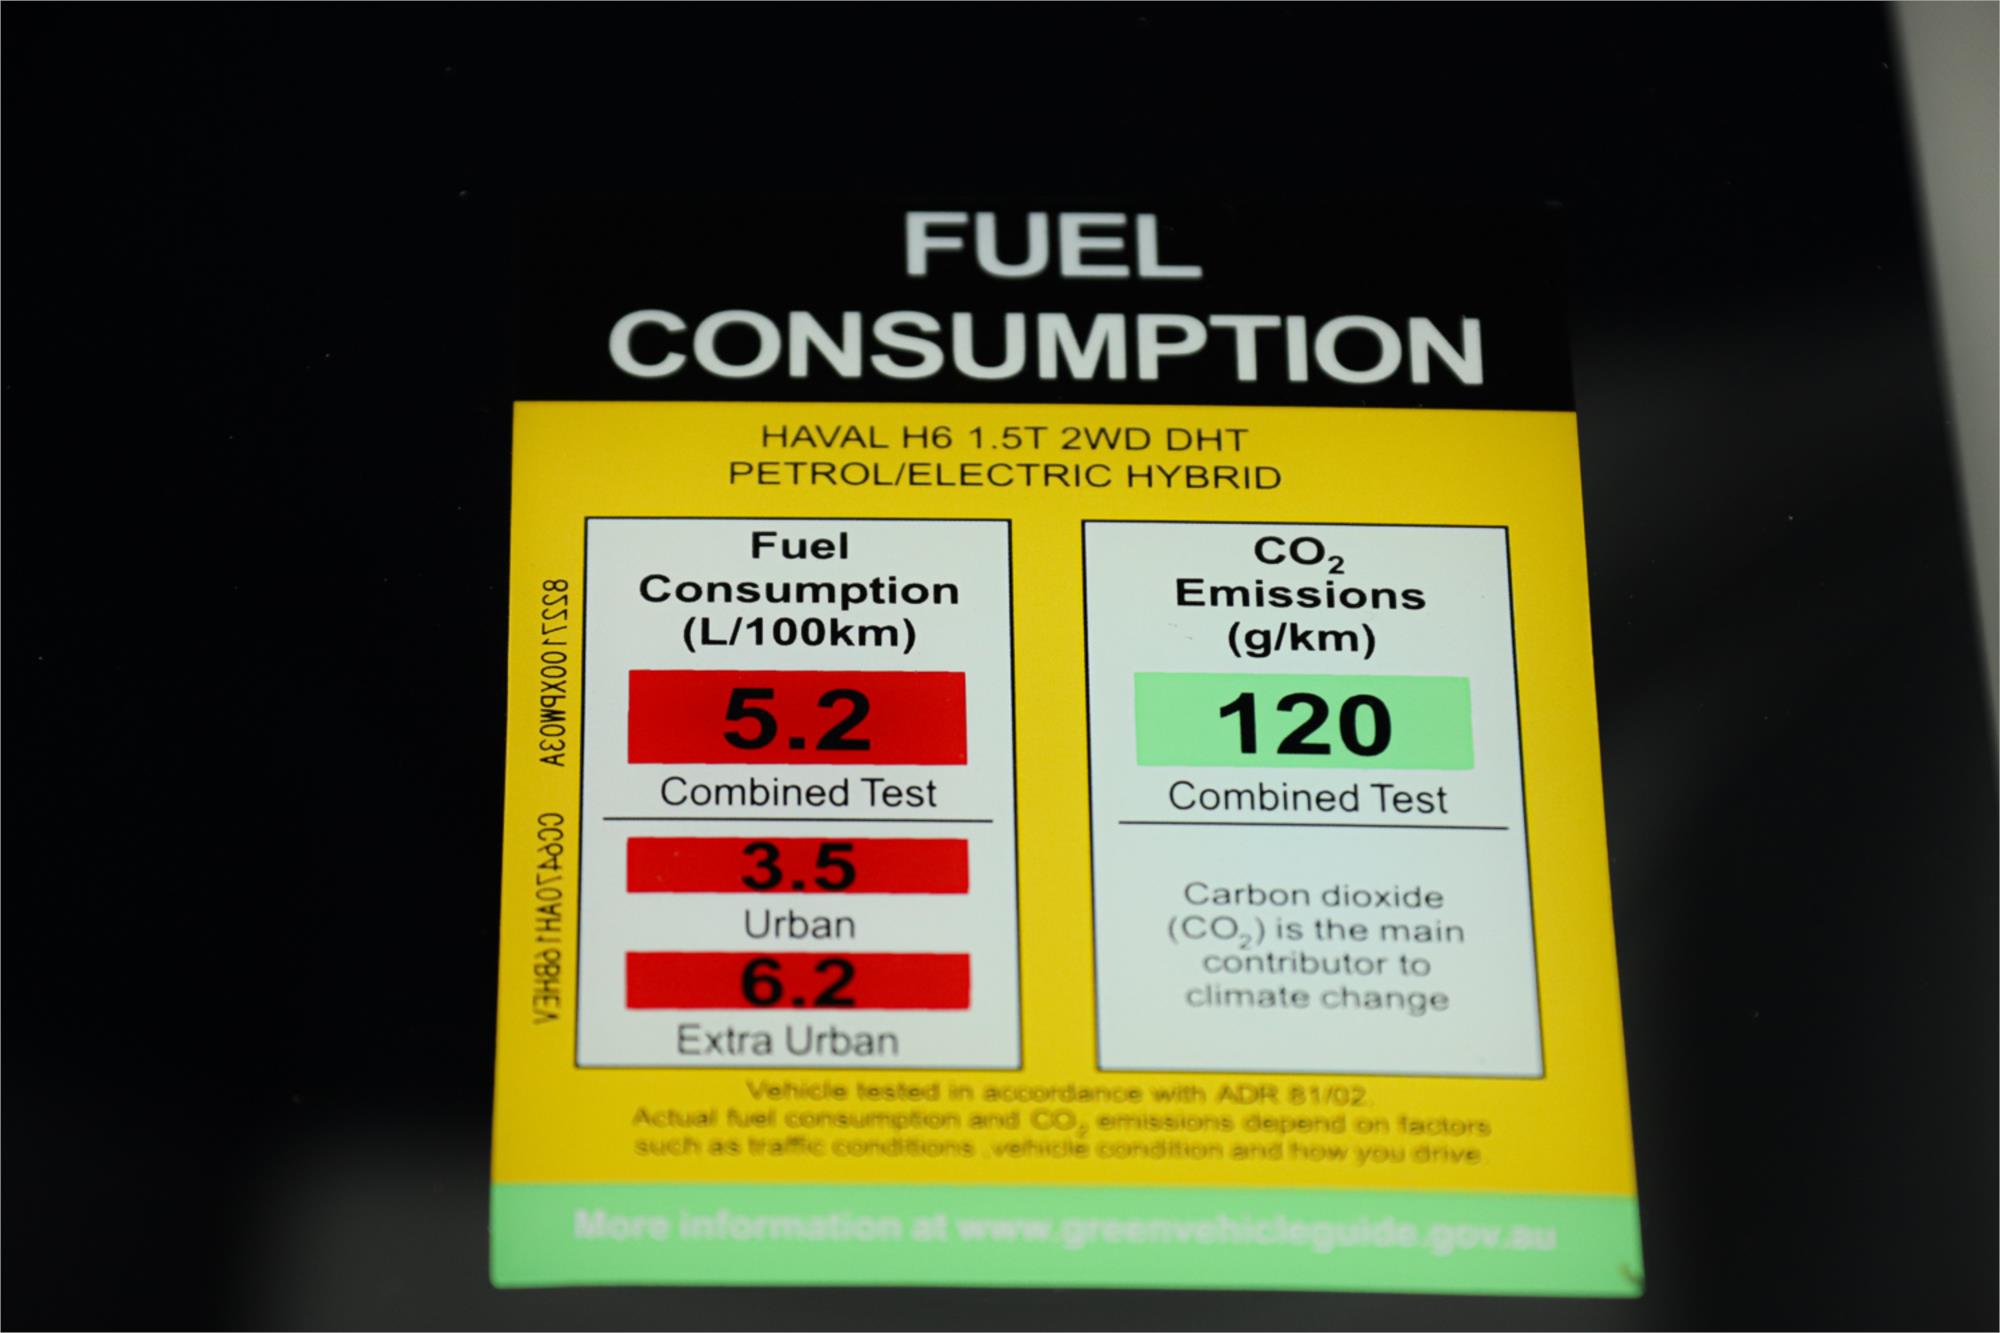 FUEL
CONSUMPTION
HAVAL H6 1.5T 2WD DHT
PETROL/ELECTRIC HYBRID
Fuel
Consumption
(L/100km)
5.2
Combined Test
3.5
Urban
6.2
Extra Urban
CO₂
Emissions
(g/km)
120
Combined Test
Carbon dioxide
(CO₂) is the main
contributor to
climate change
Vehicle tested in accordance with ADR 81/02.
Actual fuel consumption and CO₂ emissions depend on factors
such as traffic conditions ,vehicle condition and how you drive.
More information at www.greenvehicleguide.gov.au